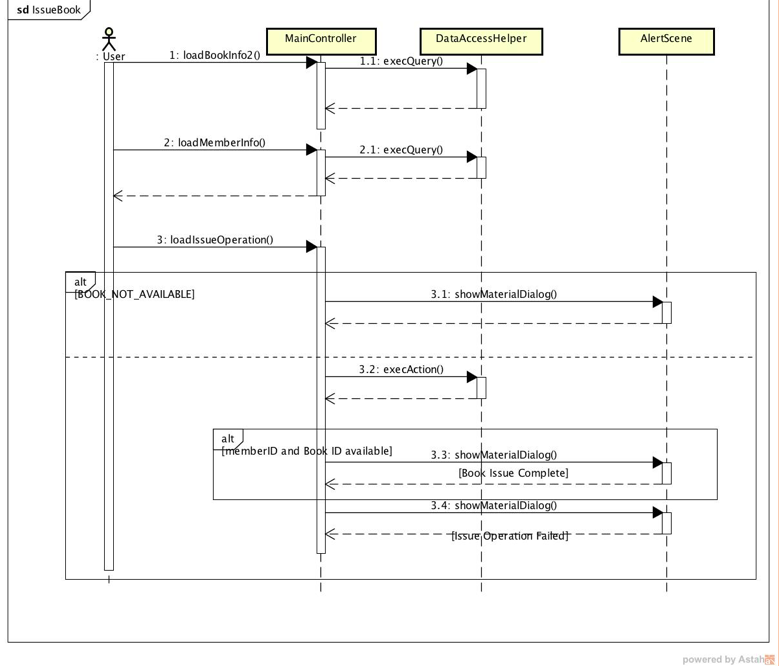 sd IssueBook
: User
MainController
DataAccessHelper
AlertScene
1: loadBookInfo2()
1.1: execQuery()
2: loadMemberInfo()
2.1: execQuery()
3: loadIssueOperation()
alt
[BOOK_NOT_AVAILABLE]
3.1: showMaterialDialog()
3.2: execAction()
alt
[memberID and Book ID available]
3.3: showMaterialDialog()
[Book Issue Complete]
3.4: showMaterialDialog()
[Issue Operation Failed]
powered by Astah